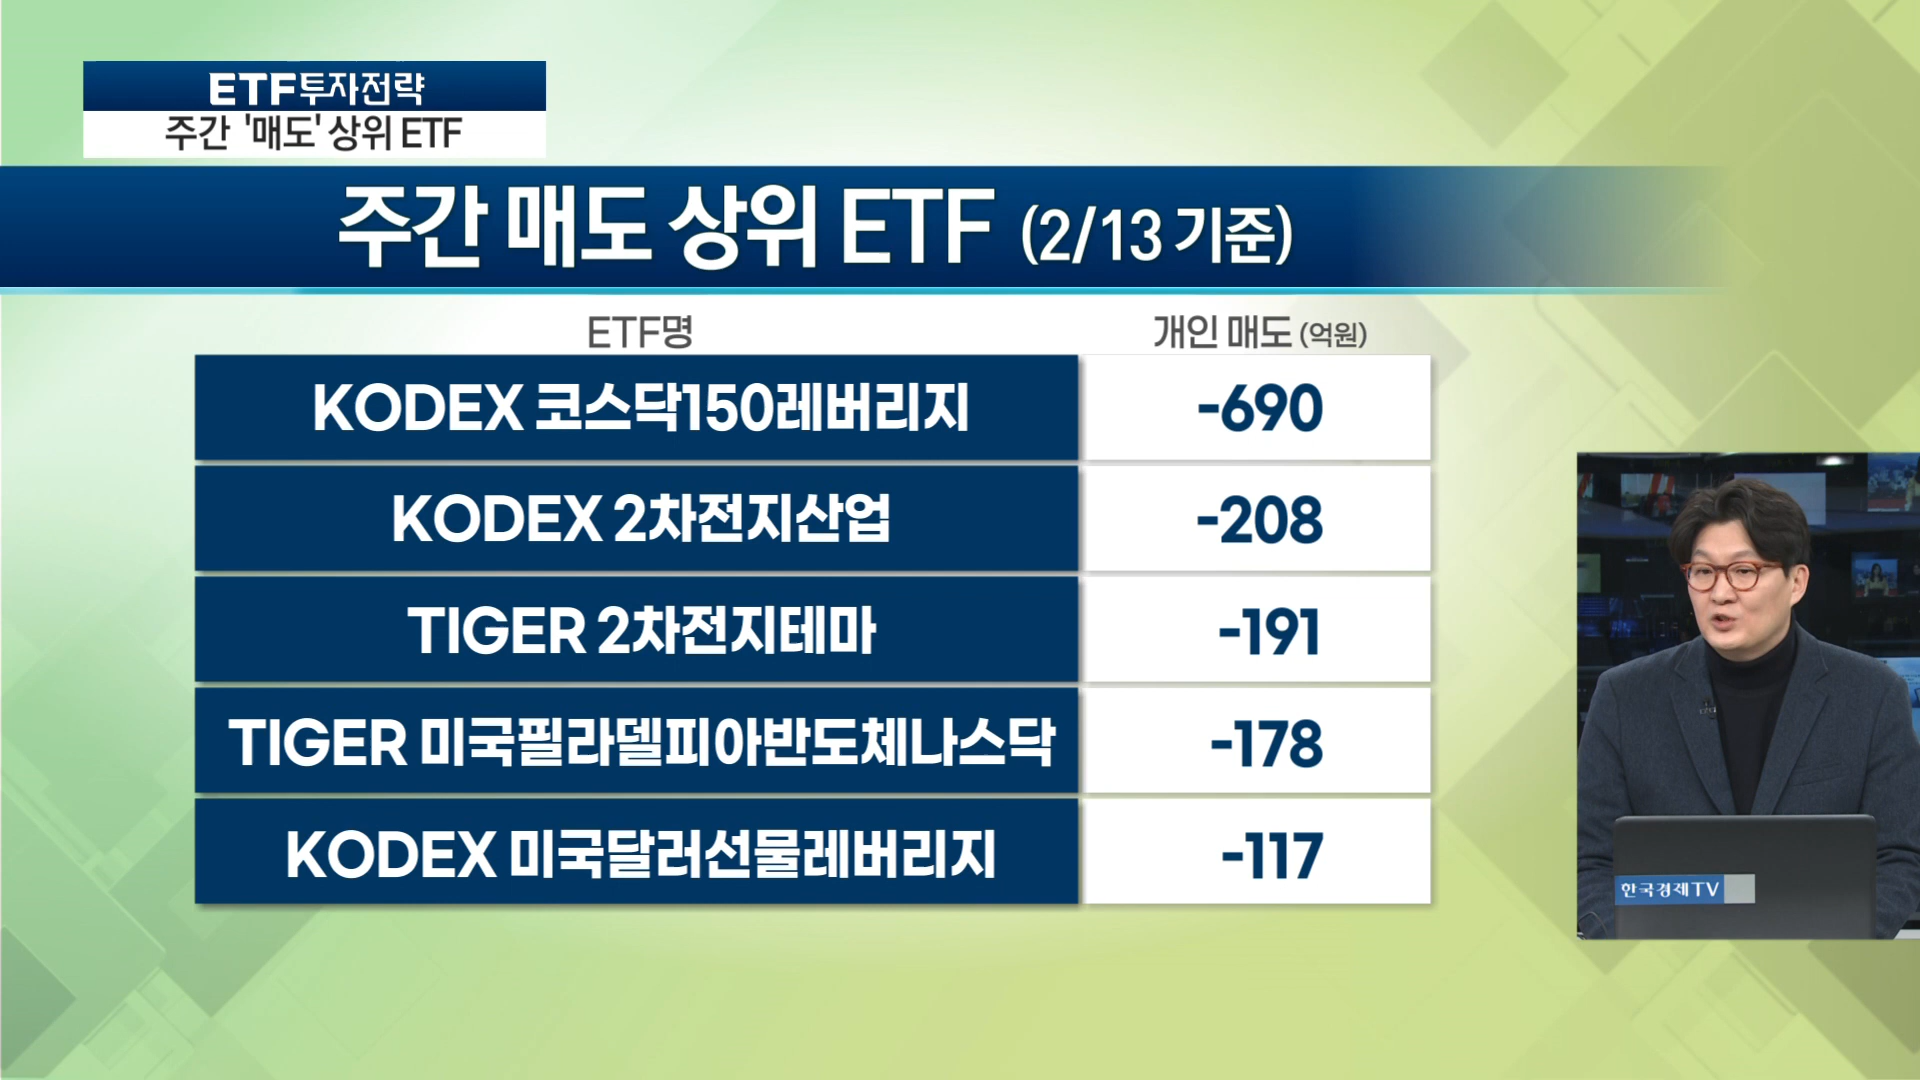 ETF투자전략
주간 '매도' 상위 ETF
주간 매도 상위 ETF (2/13 기준)
ETF명 개인 매도 (억원)
KODEX 코스닥150레버리지 -690
KODEX 2차전지산업 -208
TIGER 2차전지테마 -191
TIGER 미국필라델피아반도체나스닥 -178
KODEX 미국달러선물레버리지 -117
한국경제TV